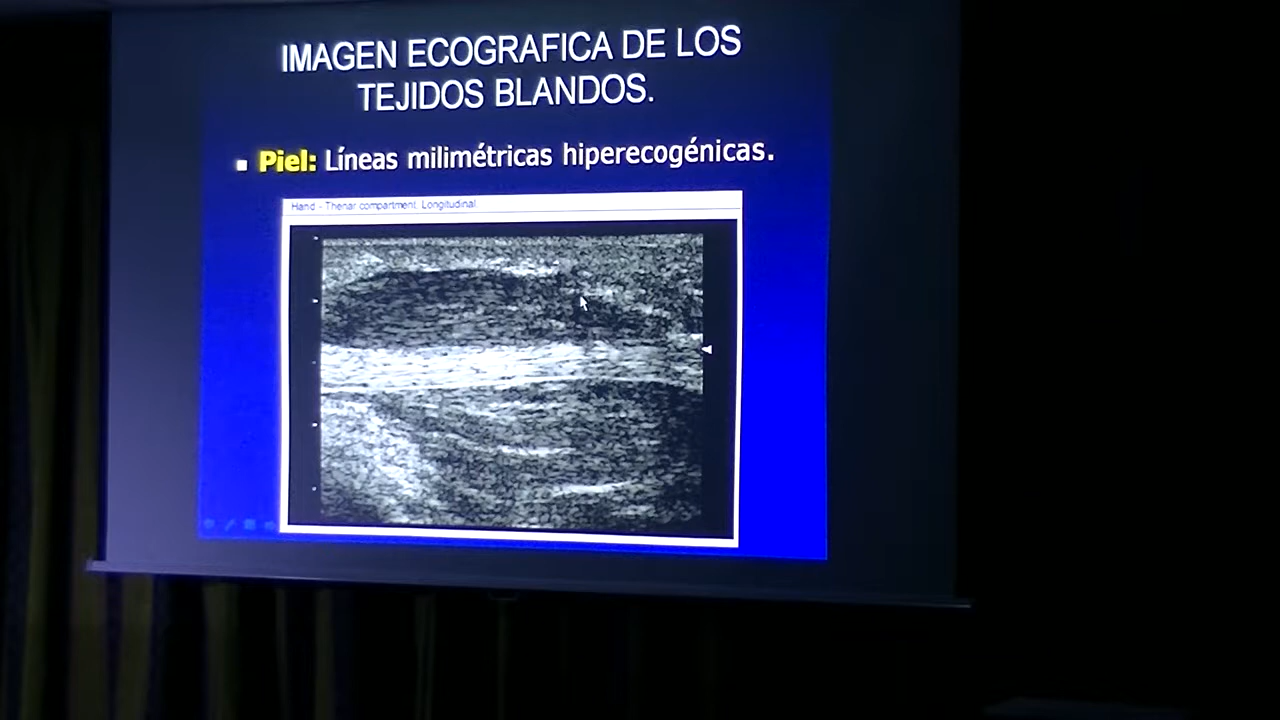 IMAGEN ECOGRAFICA DE LOS
TEJIDOS BLANDOS.
▪ Piel: Líneas milimétricas hiperecogénicas.
Hand - Thenar compartment. Longitudinal.